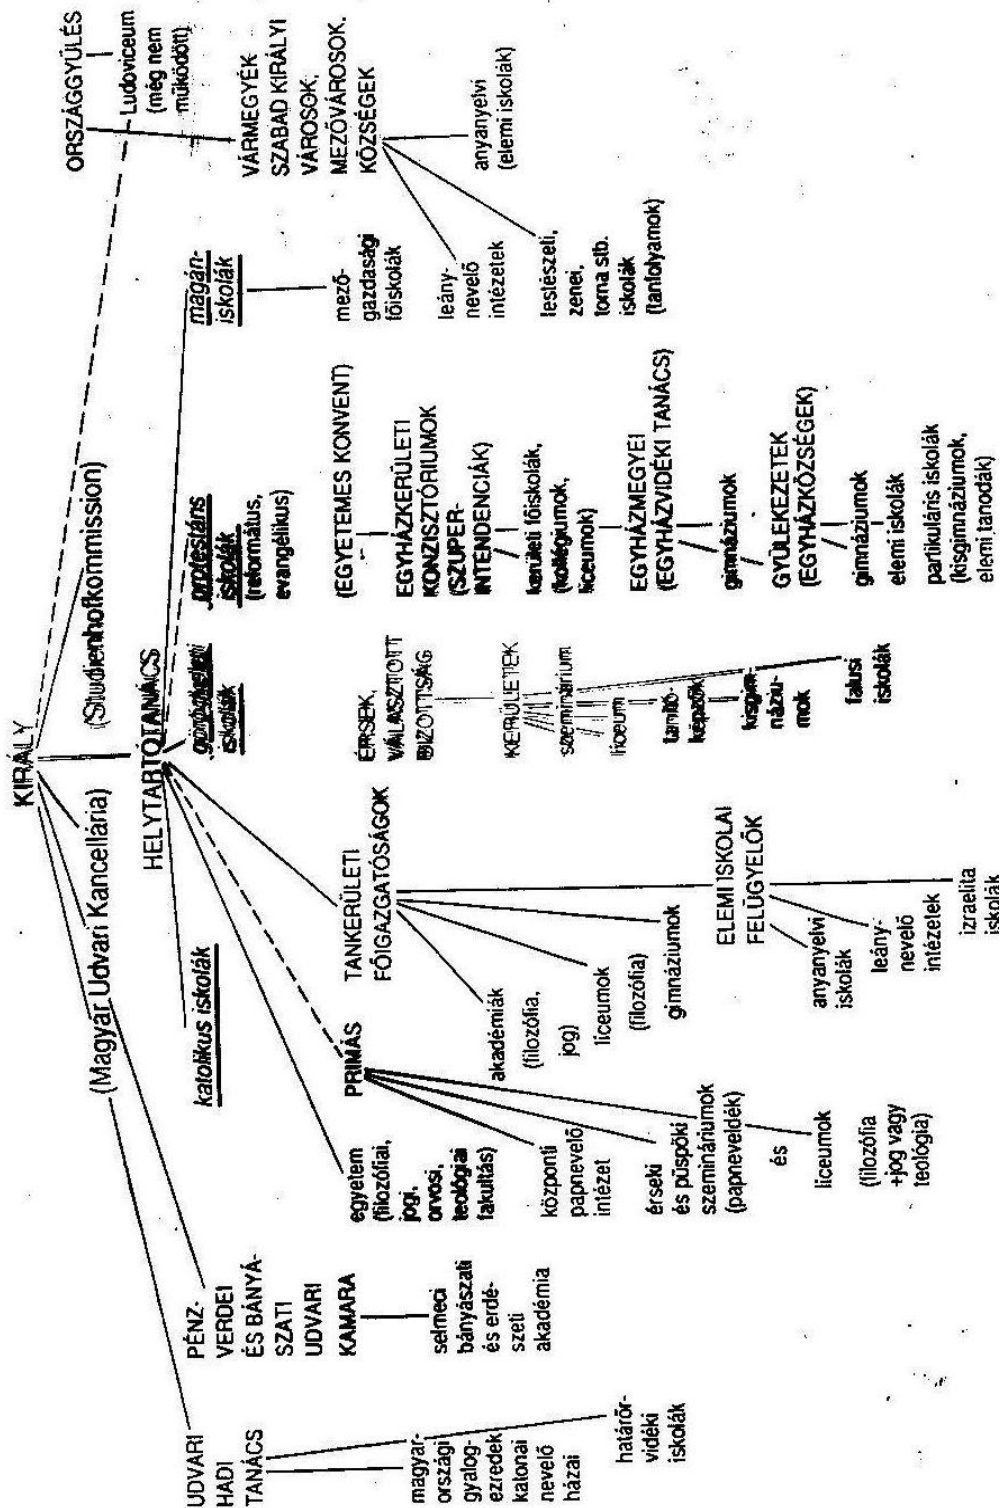 KIRÁLY
(Magyar Udvari Kancellária)
(Studienhofkommission)
ORSZÁGGYŰLÉS
Ludoviceum
(még nem
működött)
HELYTARTÓTANÁCS
UDVARI
HADI
TANÁCS
magyar-
országi
gyalog-
ezredek
katonai
nevelő
házai
határőr-
vidéki
iskolák
PÉNZ-
VERDEI
ÉS BÁNYÁ-
SZATI
UDVARI
KAMARA
selmeci
bányászati
és erdé-
szeti
akadémia
katolikus iskolák
egyetem
(filozófiai,
jogi,
orvosi,
teológiai
fakultás)
PRIMÁS
központi
papnevelő
intézet
érseki
és püspöki
szemináriumok
(papneveldék)
és
líceumok
(filozófia
+jog vagy
teológia)
TANKERÜLETI
FŐIGAZGATÓSÁGOK
akadémiák
(filozófia,
jog)
líceumok
(filozófia)
gimnáziumok
ELEMI ISKOLAI
FELÜGYELŐK
anyanyelvi
iskolák
leány-
nevelő
intézetek
izraelita
iskolák
iskolák
ÉRSEK,
VÁLASZTOTT
BIZOTTSÁG
KERÜLETEK
szeminárium
líceum
tanító-
képzők
kisgim-
náziu-
mok
falusi
iskolák
protestáns
iskolák
(református,
evangélikus)
(EGYETEMES KONVENT)
EGYHÁZKERÜLETI
KONZISZTÓRIUMOK
(SZUPER-
INTENDENCIÁK)
kerületi főiskolák,
(kollégiumok,
líceumok)
EGYHÁZMEGYEI
(EGYHÁZVIDÉKI TANÁCS)
gimnáziumok
GYÜLEKEZETEK
(EGYHÁZKÖZSÉGEK)
gimnáziumok
elemi iskolák
partikuláris iskolák
(kisgimnáziumok,
elemi tanodák)
magán-
iskolák
mező-
gazdasági
főiskolák
leány-
nevelő
intézetek
festészeti,
zenei,
torna stb.
iskolák
(tanfolyamok)
VÁRMEGYÉK
SZABAD KIRÁLYI
VÁROSOK,
MEZŐVÁROSOK,
KÖZSÉGEK
anyanyelvi
(elemi iskolák)